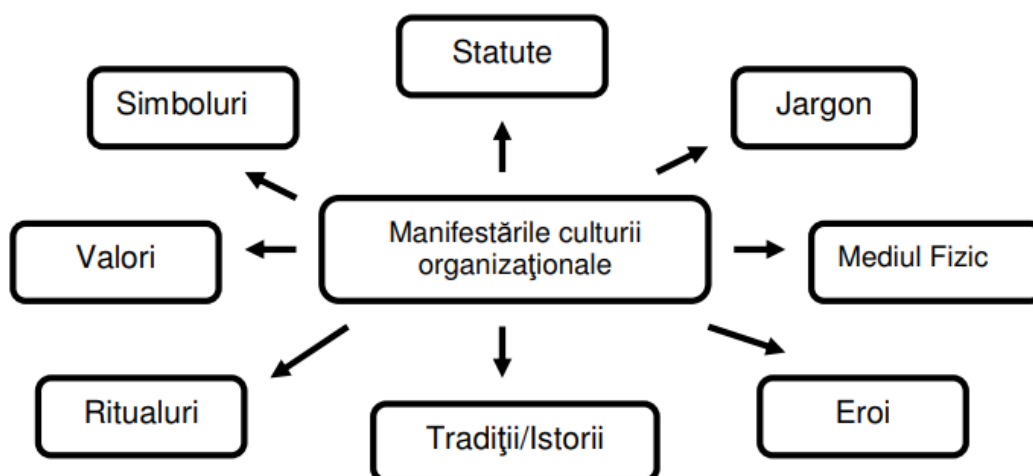 Statute
Simboluri
Jargon
Manifestările culturii
organizaţionale
Valori
Mediul Fizic
Ritualuri
Tradiţii/Istorii
Eroi